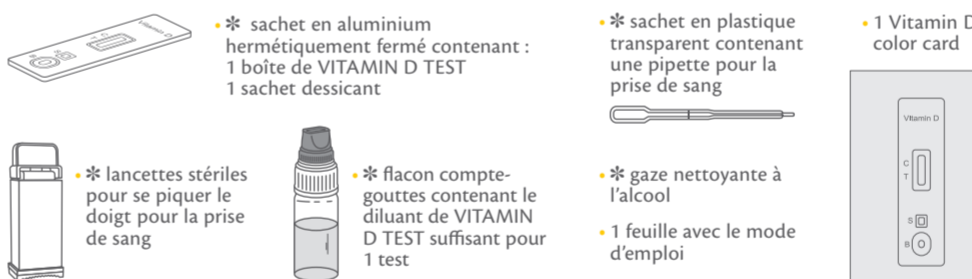 • ✻ sachet en aluminium
hermétiquement fermé contenant :
1 boîte de VITAMIN D TEST
1 sachet dessicant
Vitamin D
C
T
S
B
• ✻ lancettes stériles
pour se piquer le
doigt pour la prise
de sang
• ✻ flacon compte-
gouttes contenant le
diluant de VITAMIN
D TEST suffisant pour
1 test
• ✻ sachet en plastique
transparent contenant
une pipette pour la
prise de sang
• ✻ gaze nettoyante à
l'alcool
• 1 feuille avec le mode
d'emploi
• 1 Vitamin D
color card
Vitamin D
C
T
S
B